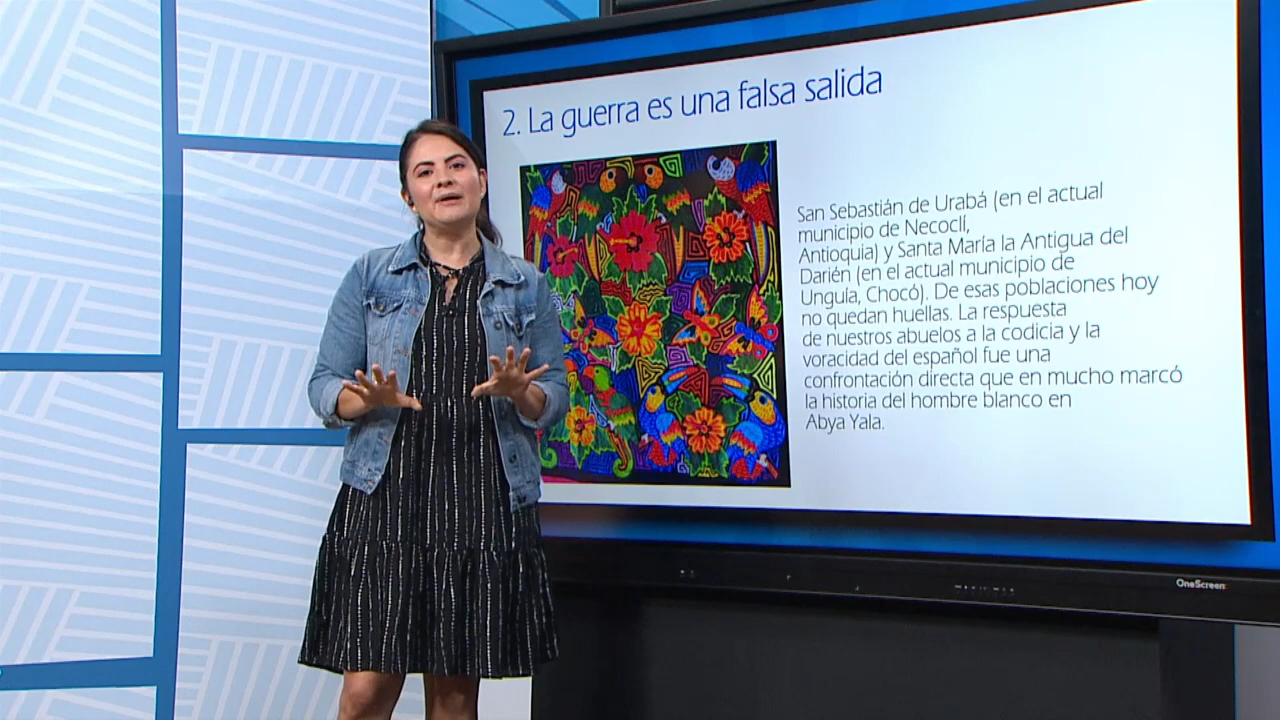 2. La guerra es una falsa salida
San Sebastián de Urabá (en el actual
municipio de Necoclí,
Antioquia) y Santa María la Antigua del
Darién (en el actual municipio de
Unguía, Chocó). De esas poblaciones hoy
no quedan huellas. La respuesta
de nuestros abuelos a la codicia y la
voracidad del español fue una
confrontación directa que en mucho marcó
la historia del hombre blanco en
Abya Yala.
OneScreen